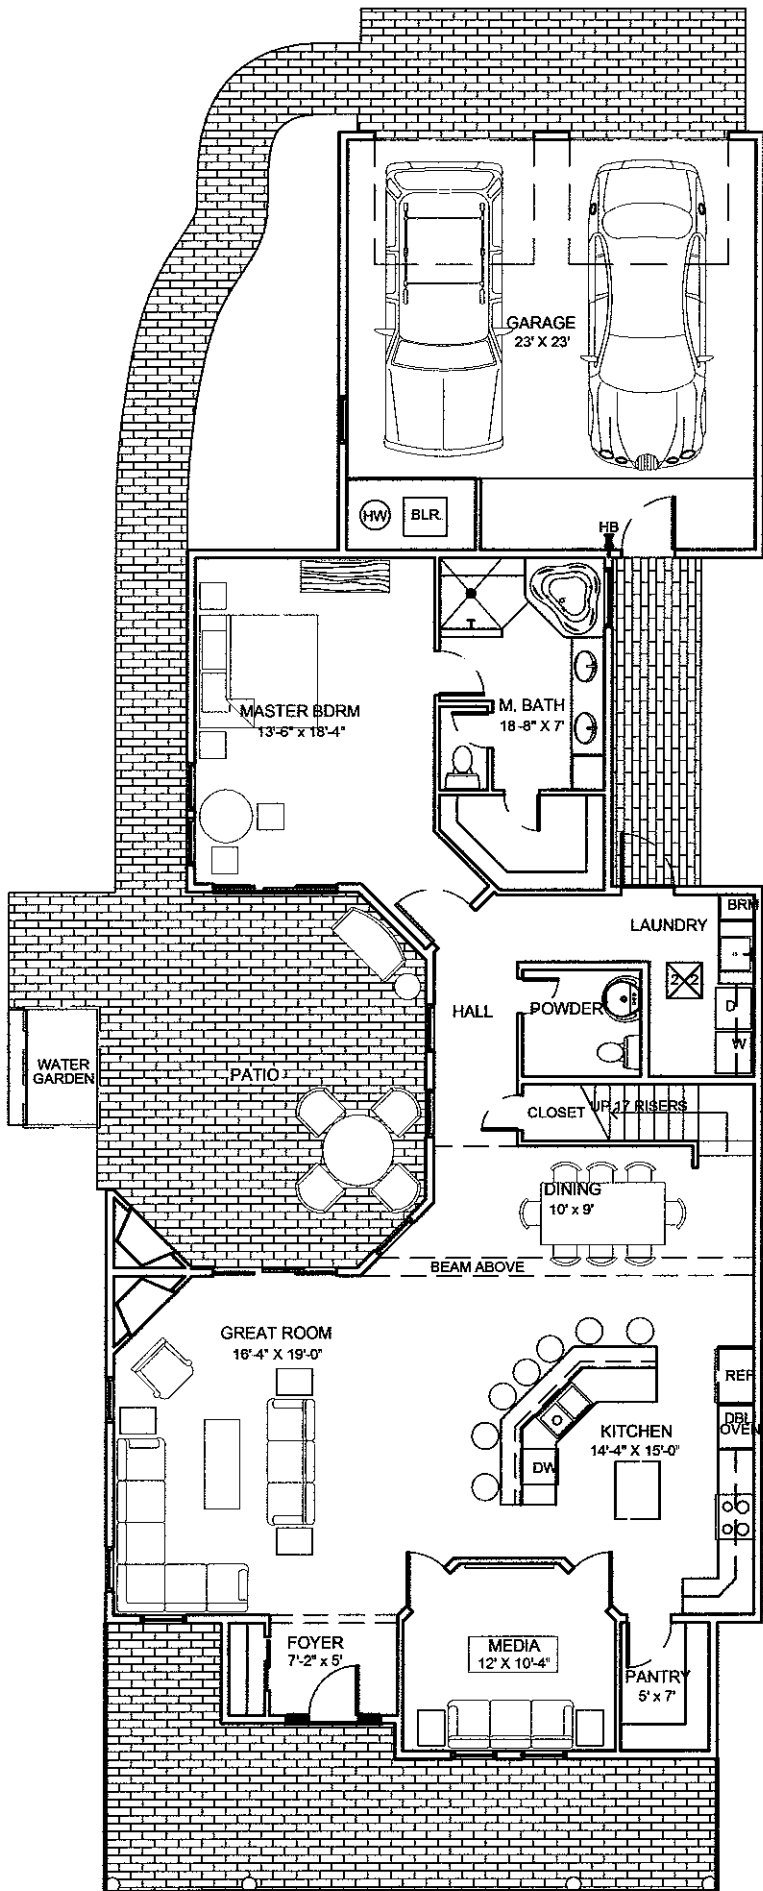 GARAGE
23' X 23'
HW
BLR.
HB
MASTER BDRM
13'-6" x 18'-4"
M. BATH
18'-8" X 7'
BRM
LAUNDRY
2 2
D
W
POWDER
HALL
WATER
GARDEN
PATIO
CLOSET
UP 17 RISERS
DINING
10' x 9'
BEAM ABOVE
GREAT ROOM
16'-4" X 19'-0"
REF
DBL
OVEN
KITCHEN
14'-4" X 15'-0"
DW
FOYER
7'-2" x 5'
MEDIA
12' X 10'-4"
PANTRY
5' x 7'